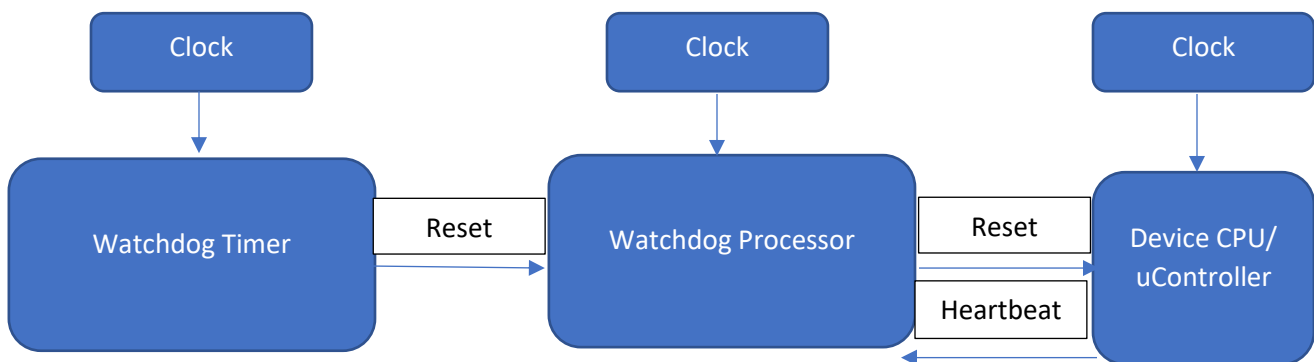 Clock
Clock
Clock
Watchdog Timer
Reset
Watchdog Processor
Reset
Heartbeat
Device CPU/
uController